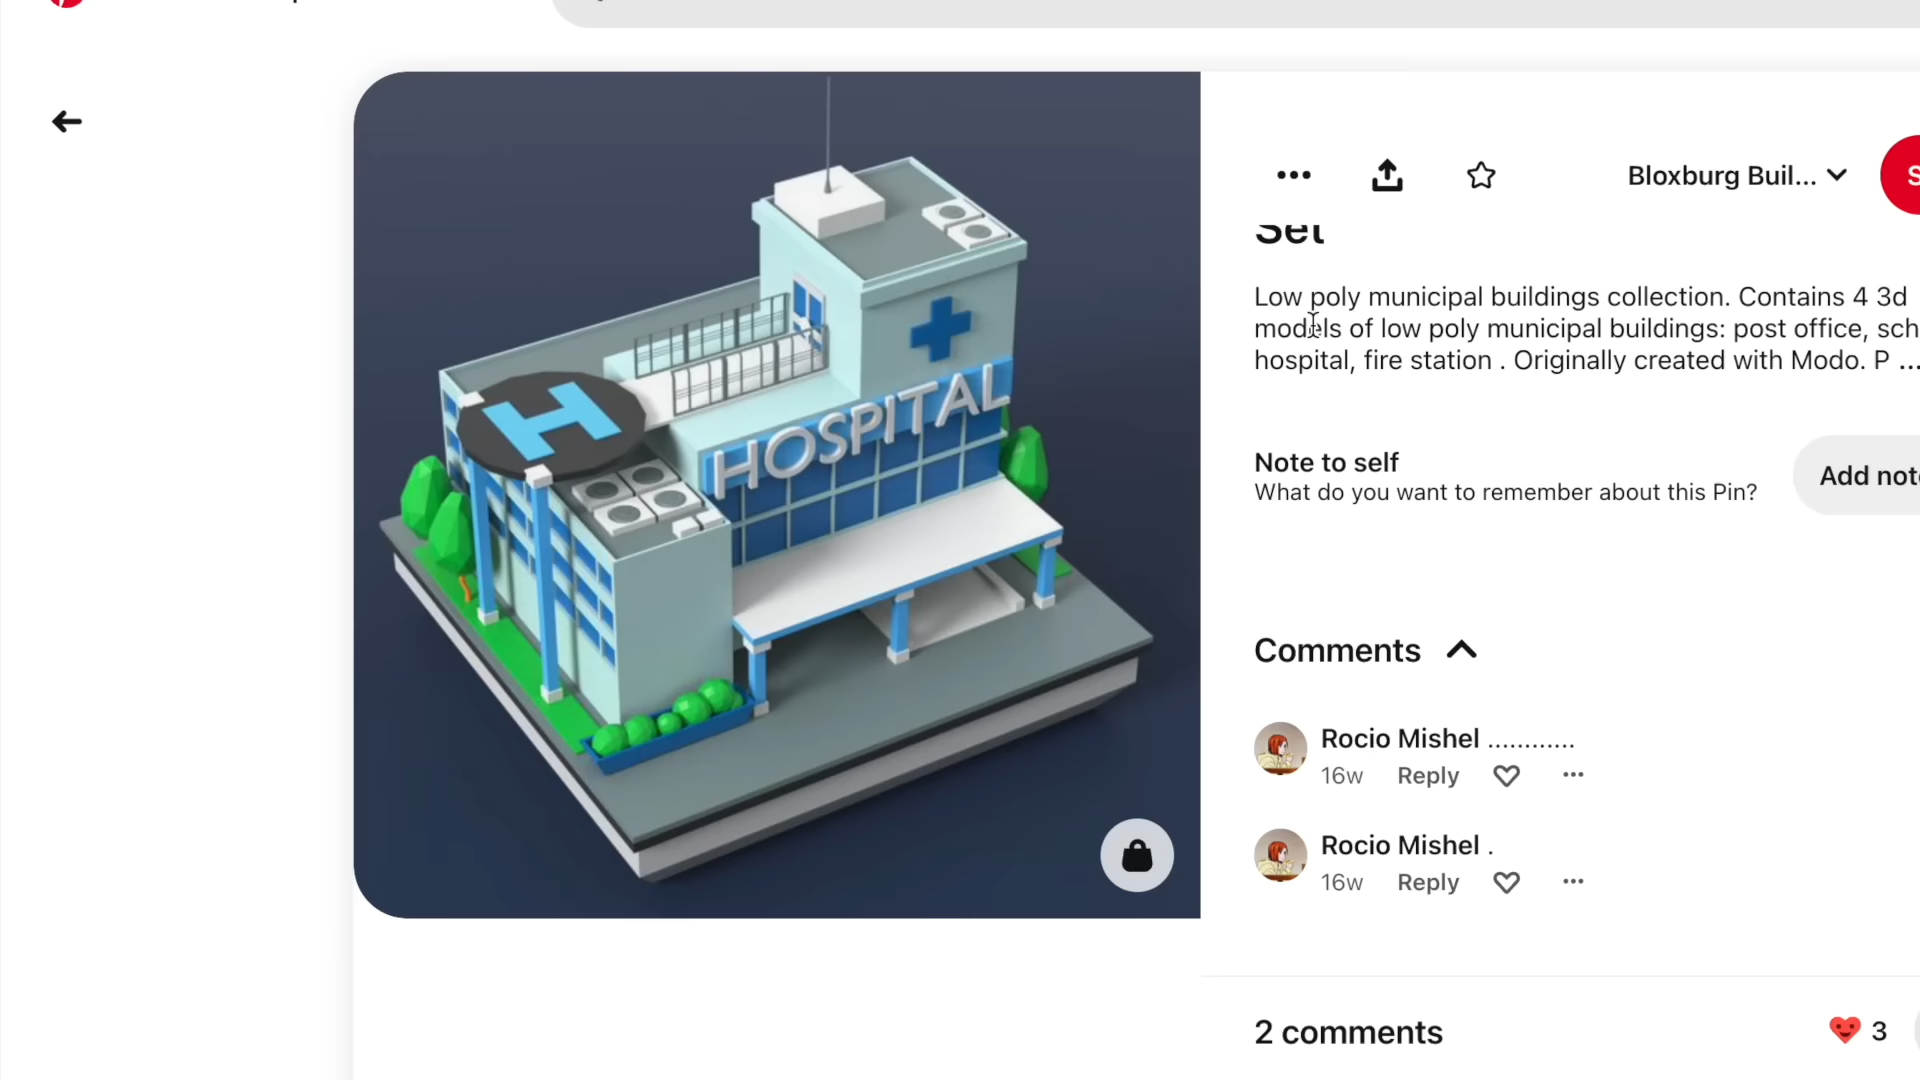 Bloxburg Buil...
Set
Low poly municipal buildings collection. Contains 4 3d
models of low poly municipal buildings: post office, sch
hospital, fire station . Originally created with Modo. P ...
H
HOSPITAL
Note to self
What do you want to remember about this Pin?
Add note
Comments
Rocio Mishel ............
16w Reply
Rocio Mishel .
16w Reply
2 comments
3